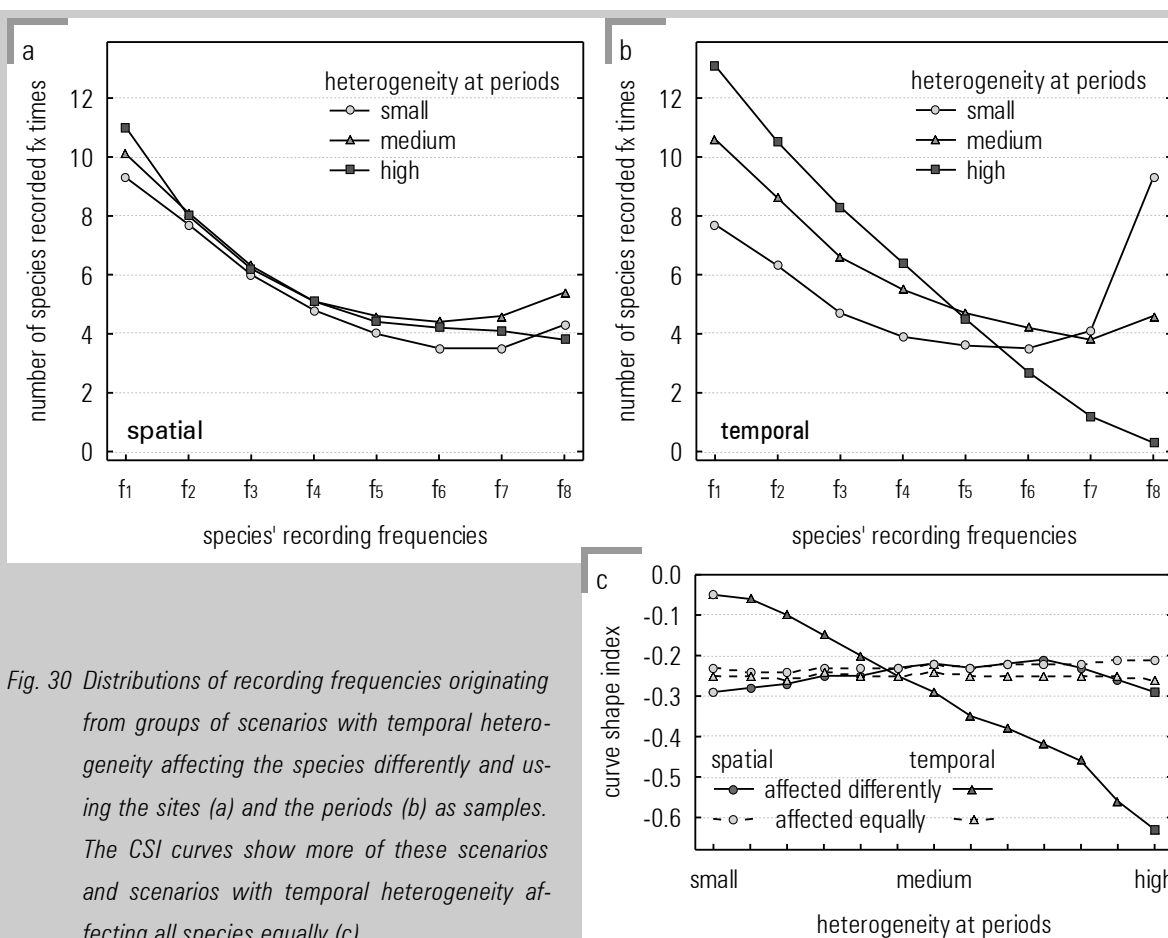 a
number of species recorded fx times
heterogeneity at periods
small
medium
high
12
10
8
6
4
2
0
spatial
f1 f2 f3 f4 f5 f6 f7 f8
species' recording frequencies
b
number of species recorded fx times
heterogeneity at periods
small
medium
high
12
10
8
6
4
2
0
temporal
f1 f2 f3 f4 f5 f6 f7 f8
species' recording frequencies
c
curve shape index
0.0
-0.1
-0.2
-0.3
-0.4
-0.5
-0.6
spatial temporal
affected differently
affected equally
small medium high
heterogeneity at periods
Fig. 30 Distributions of recording frequencies originating
from groups of scenarios with temporal hetero-
geneity affecting the species differently and us-
ing the sites (a) and the periods (b) as samples.
The CSI curves show more of these scenarios
and scenarios with temporal heterogeneity af-
fecting all species equally (c).